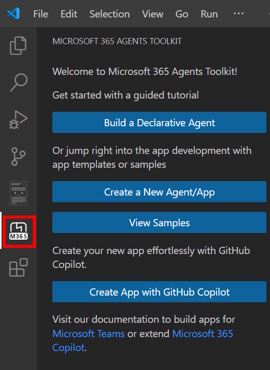 File Edit Selection View Go Run ...
MICROSOFT 365 AGENTS TOOLKIT
Welcome to Microsoft 365 Agents Toolkit!
Get started with a guided tutorial
Build a Declarative Agent
Or jump right into the app development with
app templates or samples
Create a New Agent/App
View Samples
M365
Create your new app effortlessly with GitHub
Copilot.
Create App with GitHub Copilot
Visit our documentation to build apps for
Microsoft Teams or extend Microsoft 365
Copilot.